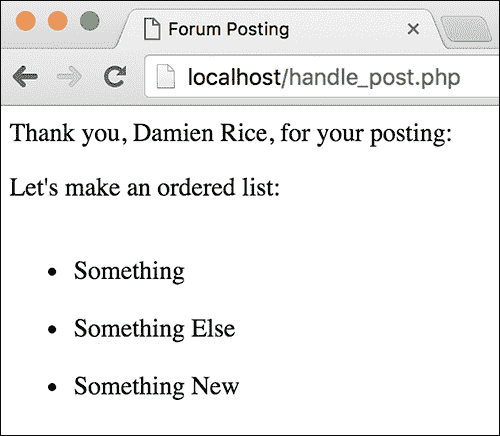 Forum Posting
localhost/handle_post.php
Thank you, Damien Rice, for your posting:
Let's make an ordered list:
• Something
• Something Else
• Something New